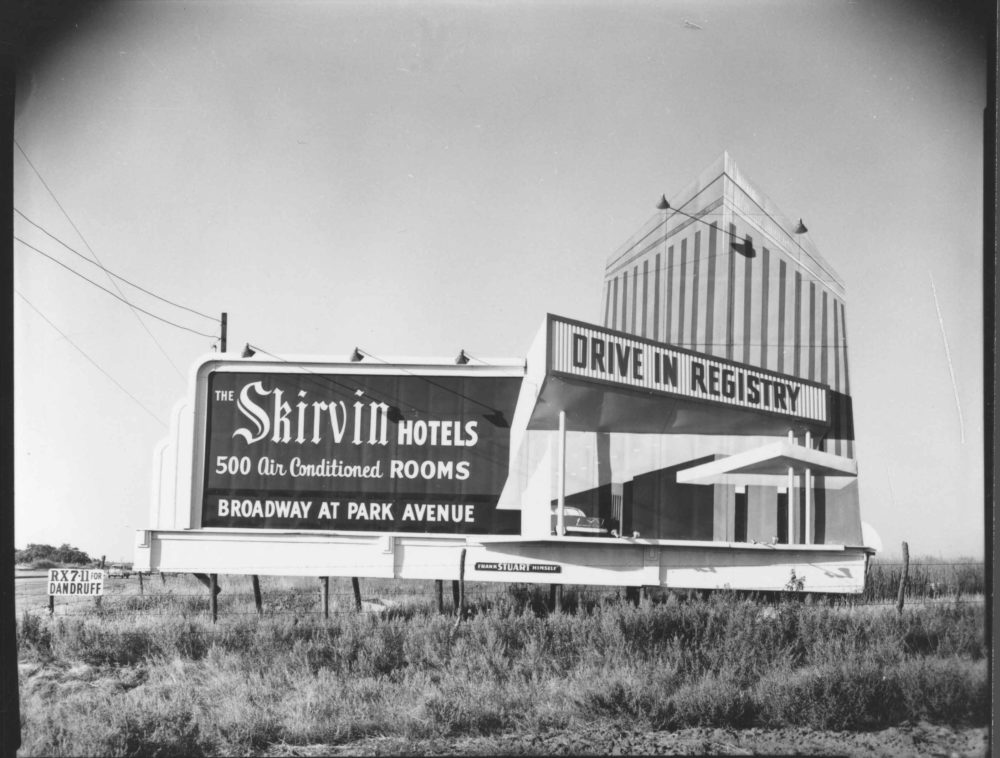 THE Skirvin HOTELS
500 Air Conditioned ROOMS
BROADWAY AT PARK AVENUE
DRIVE IN REGISTRY
FRANK STUART HIMSELF
RX7-11 FOR
DANDRUFF